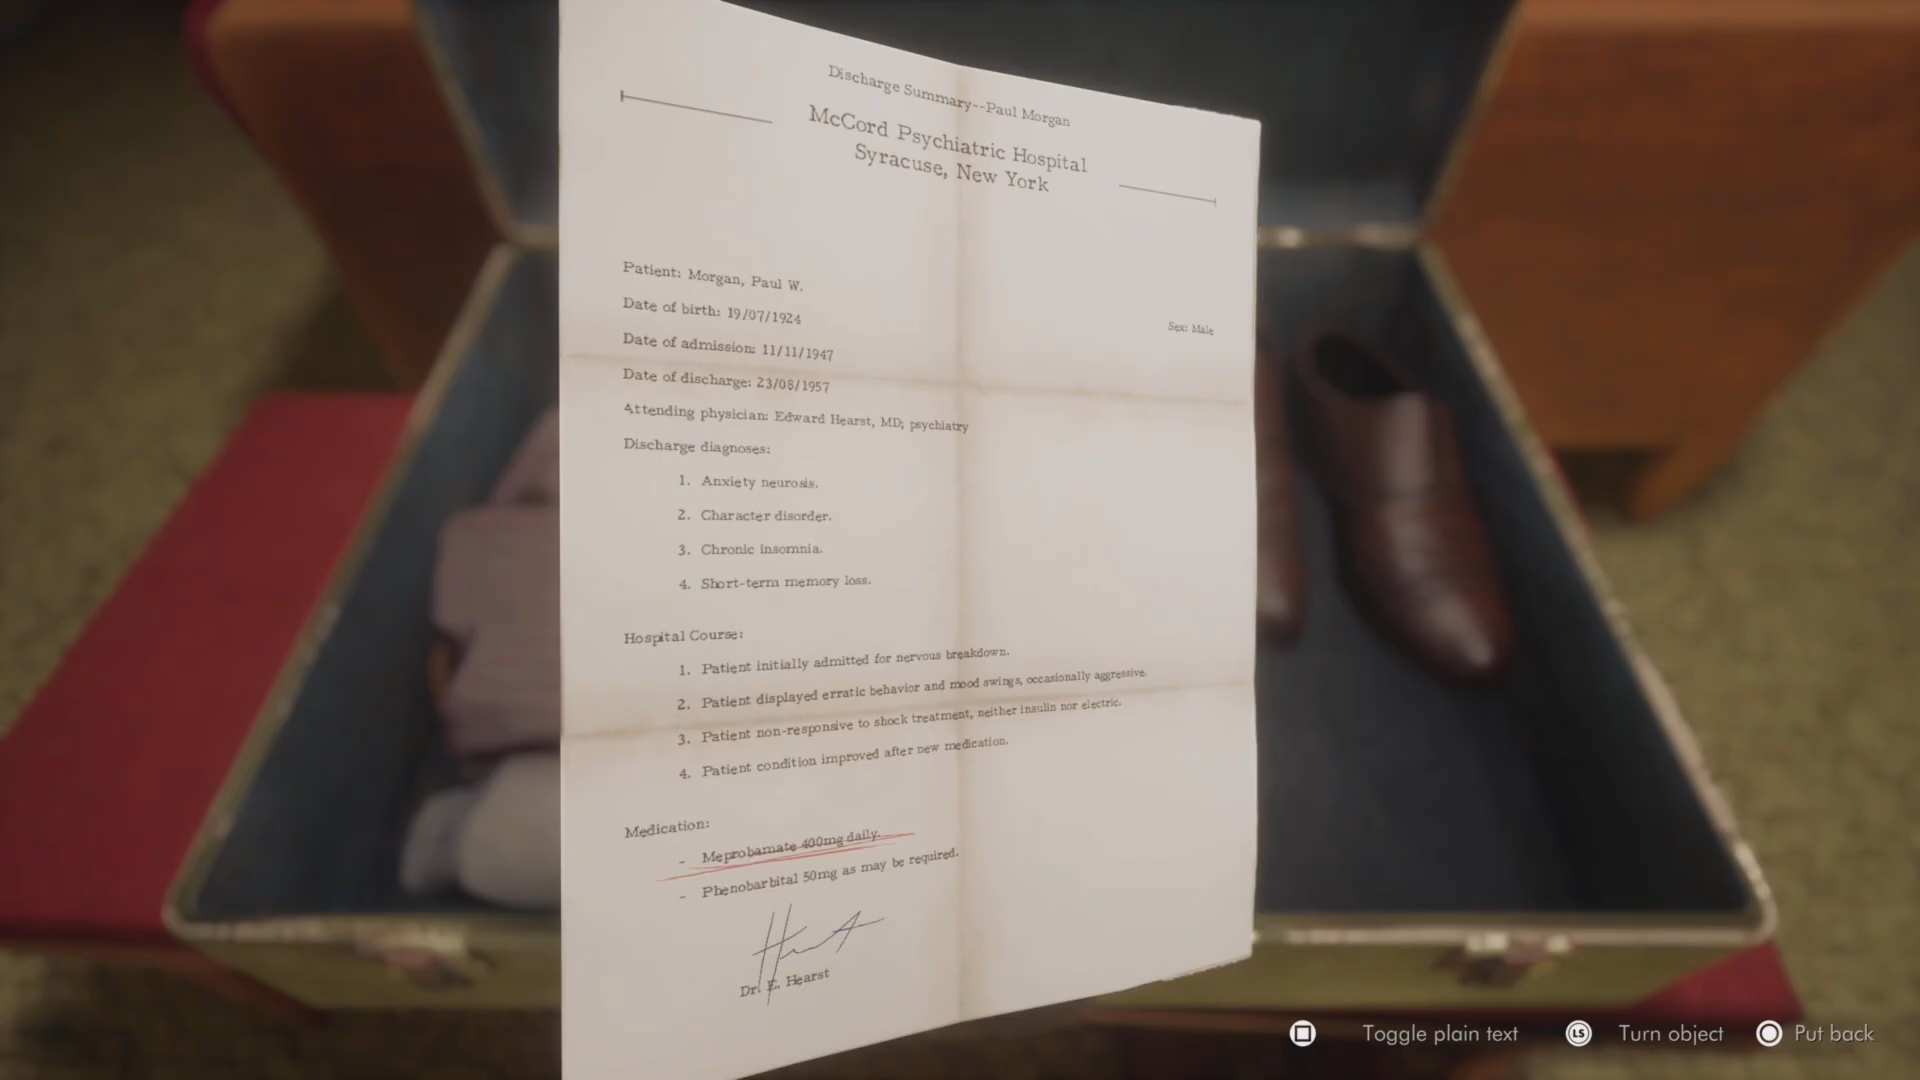 Discharge Summary--Paul Morgan
McCord Psychiatric Hospital
Syracuse, New York
Patient: Morgan, Paul W.
Date of birth: 19/07/1924
Sex: Male
Date of admission: 11/11/1947
Date of discharge: 23/08/1957
Attending physician: Edward Hearst, MD; psychiatry
Discharge diagnoses:
1. Anxiety neurosis.
2. Character disorder.
3. Chronic insomnia.
4. Short-term memory loss.
Hospital Course:
1. Patient initially admitted for nervous breakdown.
2. Patient displayed erratic behavior and mood swings, occasionally aggressive.
3. Patient non-responsive to shock treatment, neither insulin nor electric.
4. Patient condition improved after new medication.
Medication:
- Meprobamate 400mg daily.
- Phenobarbital 50mg as may be required.
Dr. E. Hearst
Toggle plain text
LS Turn object
Put back